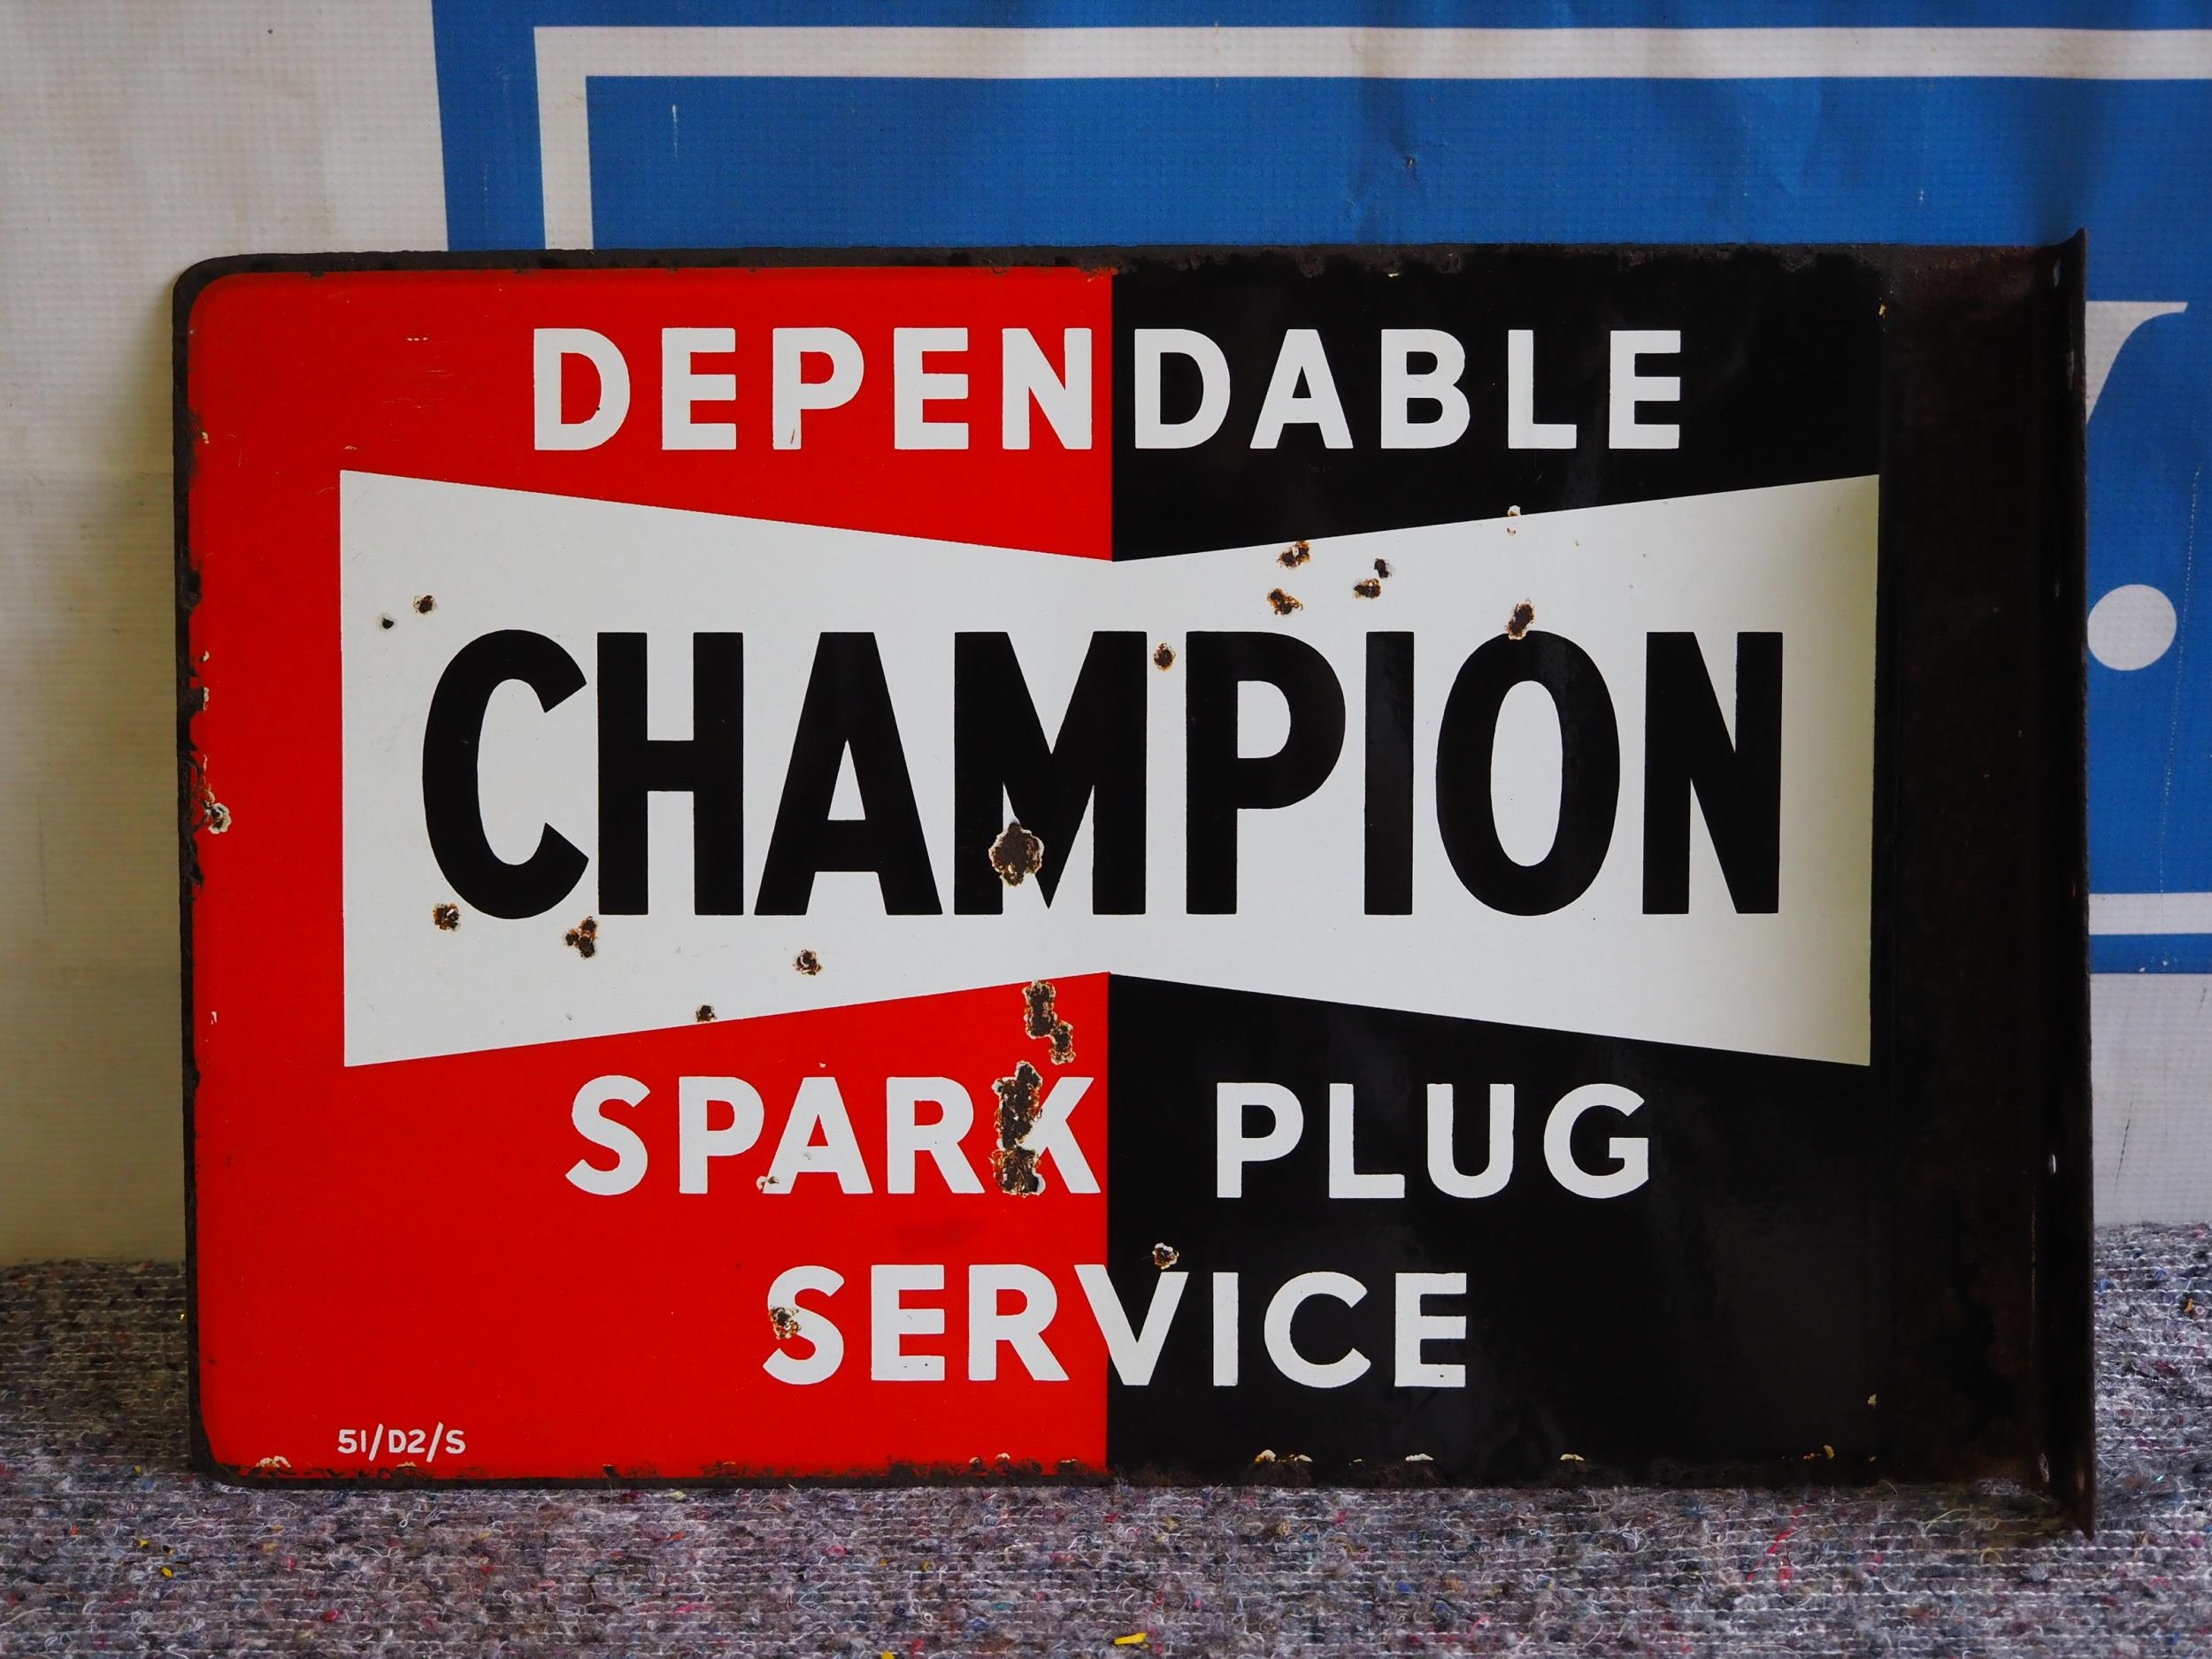 DEPENDABLE
CHAMPION
SPARK PLUG
SERVICE
51/D2/S